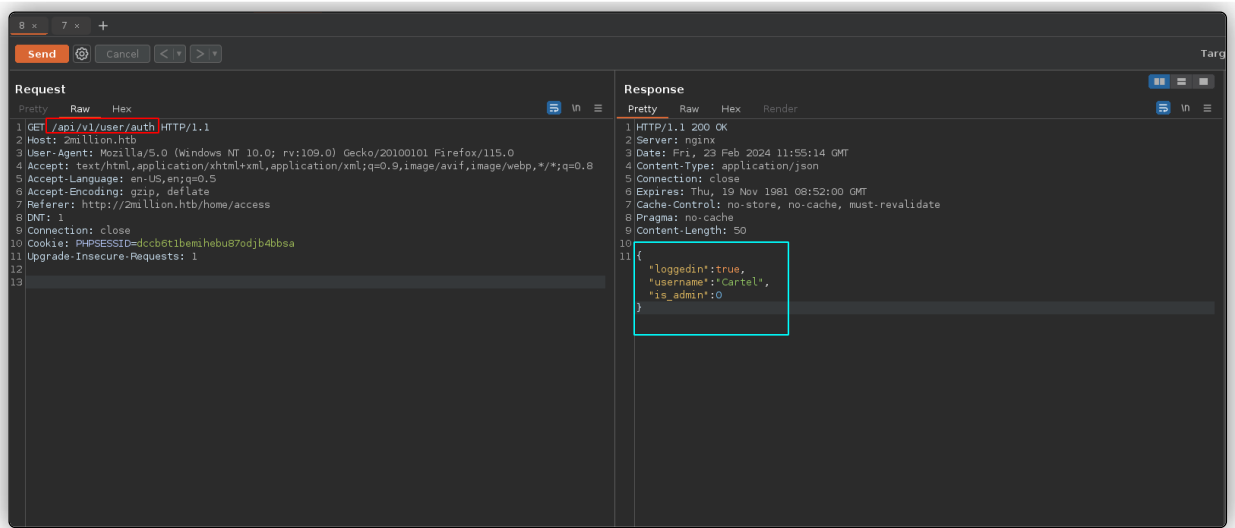 8 × 7 × +
Send Cancel < > Targ
Request
Pretty Raw Hex \n
1 GET /api/v1/user/auth HTTP/1.1
2 Host: 2million.htb
3 User-Agent: Mozilla/5.0 (Windows NT 10.0; rv:109.0) Gecko/20100101 Firefox/115.0
4 Accept: text/html,application/xhtml+xml,application/xml;q=0.9,image/avif,image/webp,*/*;q=0.8
5 Accept-Language: en-US,en;q=0.5
6 Accept-Encoding: gzip, deflate
7 Referer: http://2million.htb/home/access
8 DNT: 1
9 Connection: close
10 Cookie: PHPSESSID=dccb6t1bemihebu87odjb4bbsa
11 Upgrade-Insecure-Requests: 1
12
13
Response
Pretty Raw Hex Render \n
1 HTTP/1.1 200 OK
2 Server: nginx
3 Date: Fri, 23 Feb 2024 11:55:14 GMT
4 Content-Type: application/json
5 Connection: close
6 Expires: Thu, 19 Nov 1981 08:52:00 GMT
7 Cache-Control: no-store, no-cache, must-revalidate
8 Pragma: no-cache
9 Content-Length: 50
10
11 {
"loggedin":true,
"username":"Cartel",
"is_admin":0
}